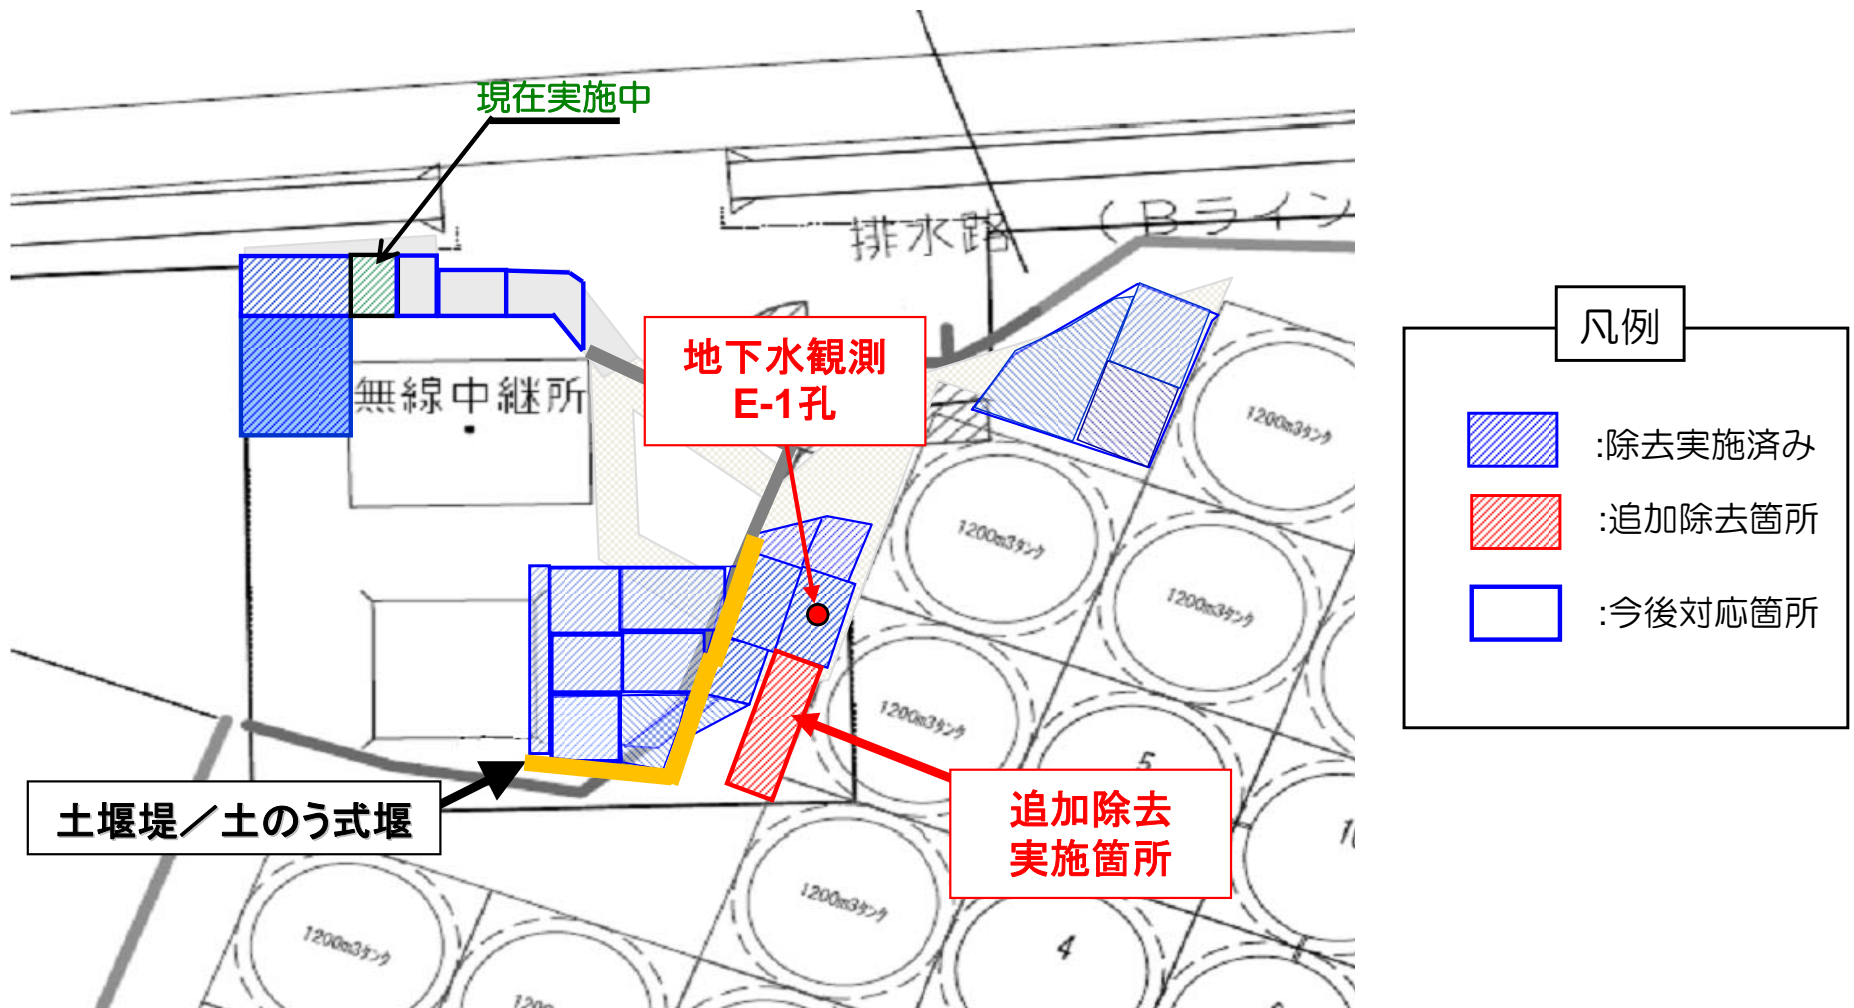 現在実施中
排水路
(Bライン
地下水観測
E-1孔
無線中継所
1200m3タンク
1200m3タンク
1200m3タンク
1200m3タンク
5
土堰堤／土のう式堰
追加除去
実施箇所
1200m3タンク
1200m3タンク
4
凡例
:除去実施済み
:追加除去箇所
:今後対応箇所